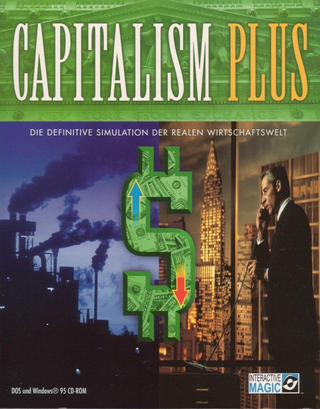 CAPITALISM PLUS
DIE DEFINITIVE SIMULATION DER REALEN WIRTSCHAFTSWELT
DOS und Windows® 95 CD-ROM
INTERACTIVE
MAGIC